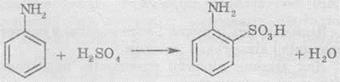 NH₂ NH₂
SO₃H
+ H₂SO₄ ⟶ + H₂O